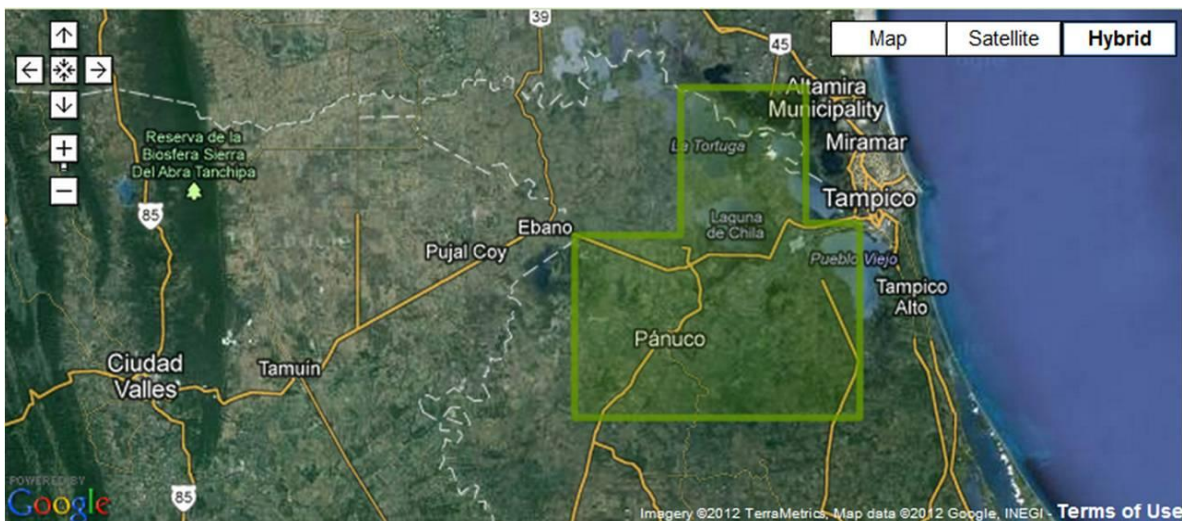 39
45
Map
Satellite
Hybrid
Altamira
Municipality
Reserva de la
Biosfera Sierra
Del Abra Tanchipa
La Tortuga
Miramar
85
Tampico
Ebano
Laguna
de Chila
Pujal Coy
Pueblo Viejo
Tampico
Alto
Pánuco
Ciudad
Valles
Tamuín
POWERED BY
Google
85
Imagery ©2012 TerraMetrics, Map data ©2012 Google, INEGI - Terms of Use